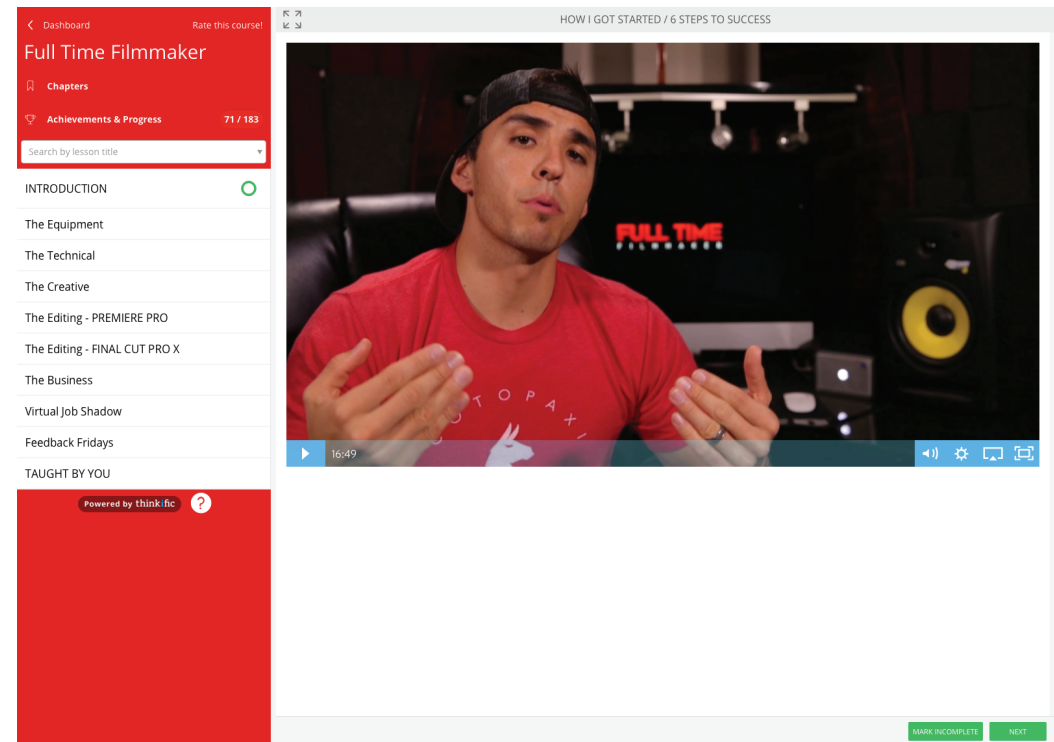 Dashboard
Rate this course!
Full Time Filmmaker
Chapters
Achievements & Progress 71 / 183
Search by lesson title
INTRODUCTION
The Equipment
The Technical
The Creative
The Editing - PREMIERE PRO
The Editing - FINAL CUT PRO X
The Business
Virtual Job Shadow
Feedback Fridays
TAUGHT BY YOU
Powered by thinkific ?
HOW I GOT STARTED / 6 STEPS TO SUCCESS
FULL TIME
FILMMAKER
OTOPAXI
16:49
MARK INCOMPLETE
NEXT